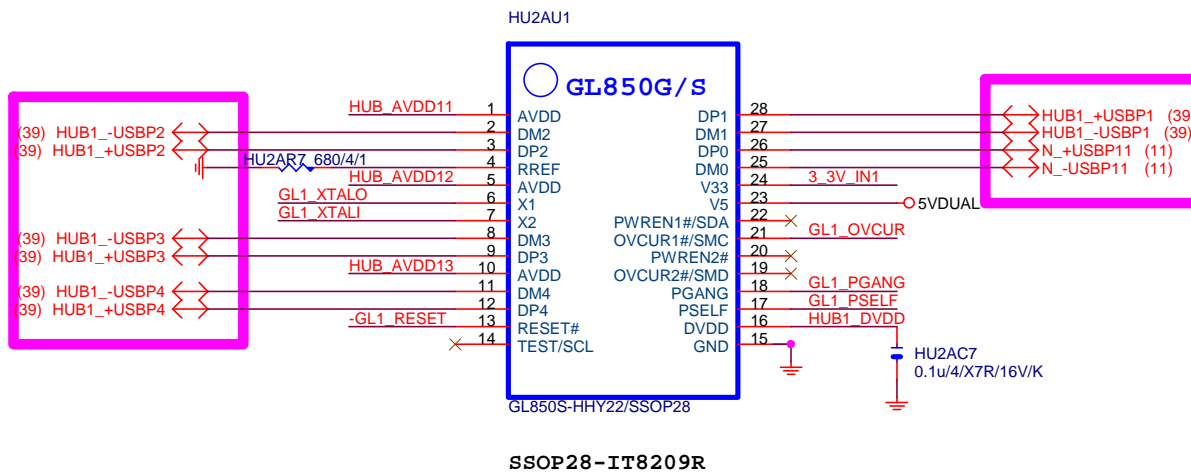 HU2AU1
GL850G/S
HUB_AVDD11 1 AVDD DP1 28 HUB1_+USBP1 (39
(39) HUB1_-USBP2 2 DM2 DM1 27 HUB1_-USBP1 (39)
(39) HUB1_+USBP2 3 DP2 DP0 26 N_+USBP11 (11)
HU2AR7 680/4/1 4 RREF DM0 25 N_-USBP11 (11)
HUB_AVDD12 5 AVDD V33 24 3_3V_IN1
GL1_XTALO 6 X1 V5 23 5VDUAL
GL1_XTALI 7 X2 PWREN1#/SDA 22
(39) HUB1_-USBP3 8 DM3 OVCUR1#/SMC 21 GL1_OVCUR
(39) HUB1_+USBP3 9 DP3 PWREN2# 20
HUB_AVDD13 10 AVDD OVCUR2#/SMD 19
(39) HUB1_-USBP4 11 DM4 PGANG 18 GL1_PGANG
(39) HUB1_+USBP4 12 DP4 PSELF 17 GL1_PSELF
-GL1_RESET 13 RESET# DVDD 16 HUB1_DVDD
14 TEST/SCL GND 15
HU2AC7
0.1u/4/X7R/16V/K
GL850S-HHY22/SSOP28
SSOP28-IT8209R